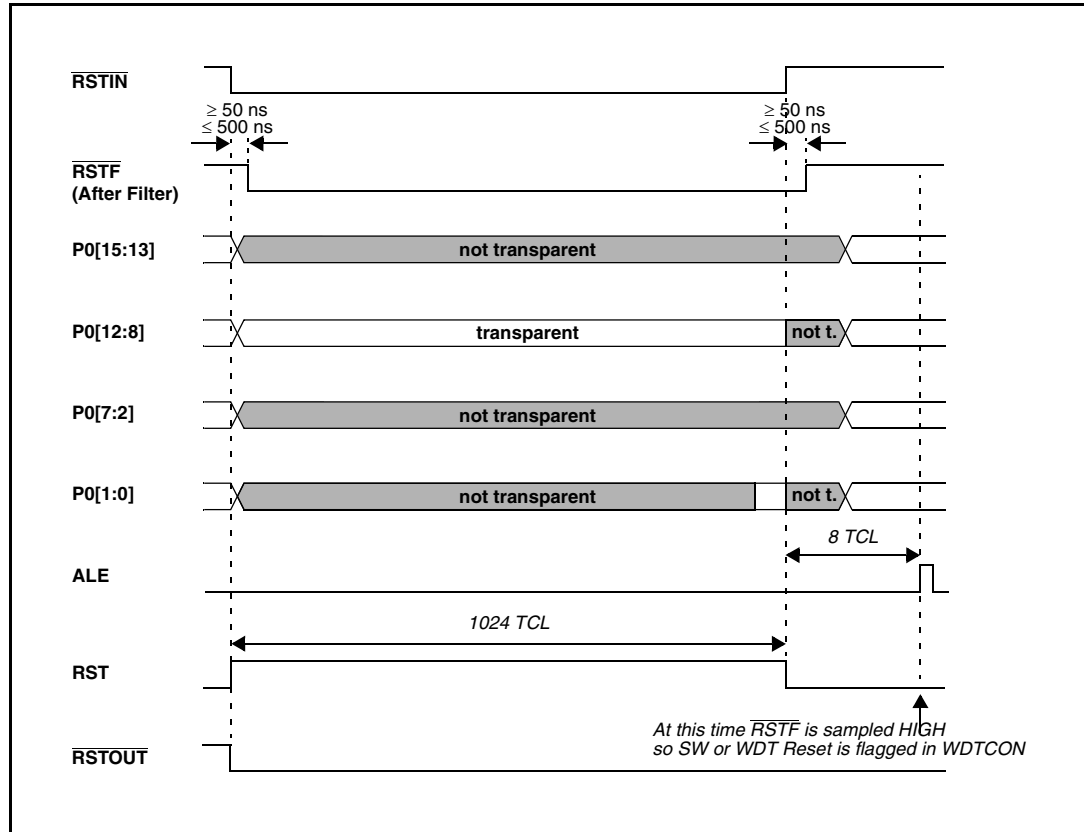 RSTIN
≥ 50 ns
≤ 500 ns
≥ 50 ns
≤ 500 ns
RSTF
(After Filter)
P0[15:13]
not transparent
P0[12:8]
transparent
not t.
P0[7:2]
not transparent
P0[1:0]
not transparent
not t.
8 TCL
ALE
1024 TCL
RST
At this time RSTF is sampled HIGH
so SW or WDT Reset is flagged in WDTCON
RSTOUT